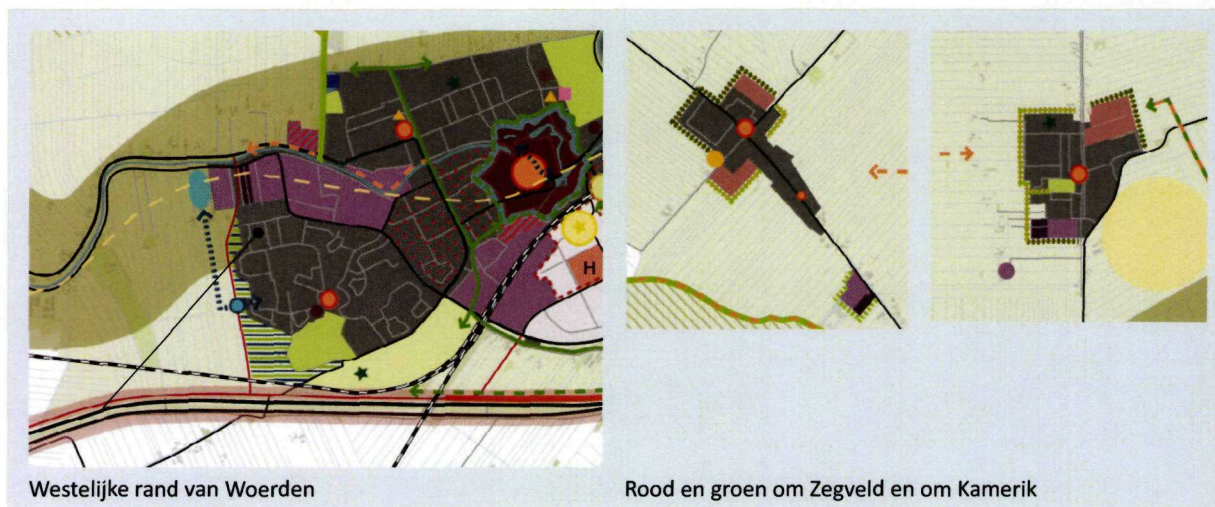 H
Westelijke rand van Woerden
Rood en groen om Zegveld en om Kamerik